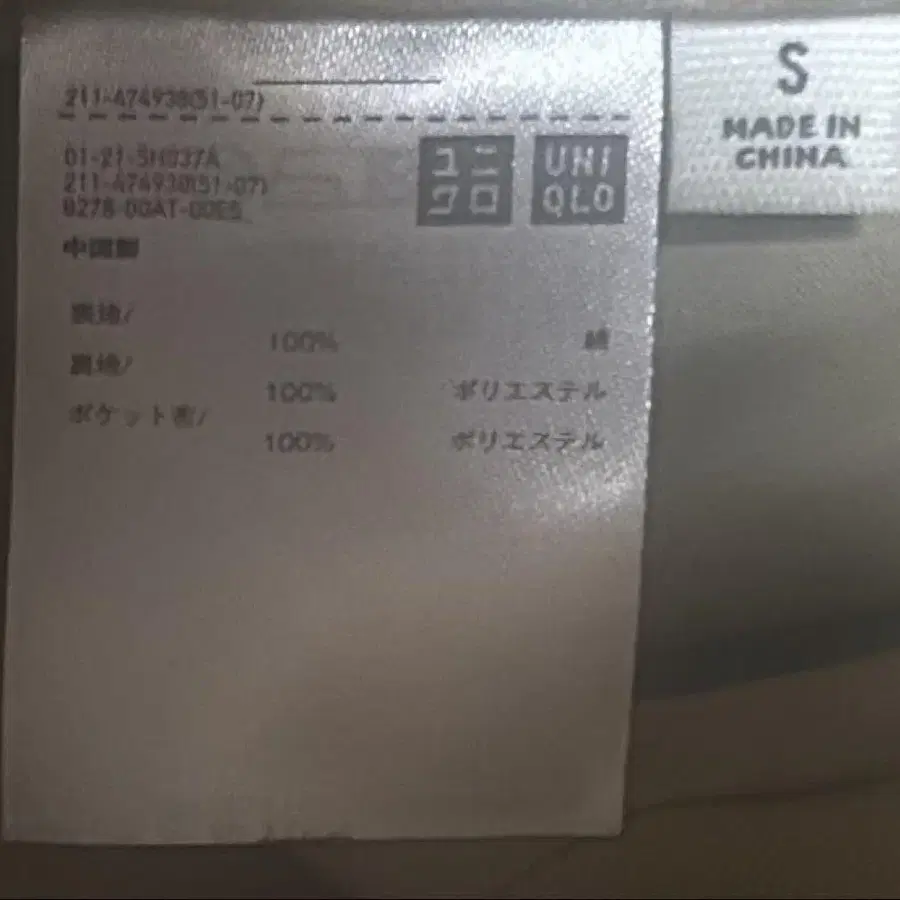 211-474938(51-07)
01-21-SH037A
211-474938(51-07)
ユニ
クロ
UNI
QLO
中国製
表地/
100% 綿
裏地/
100% ポリエステル
ポケット布/
100% ポリエステル
S
MADE IN
CHINA